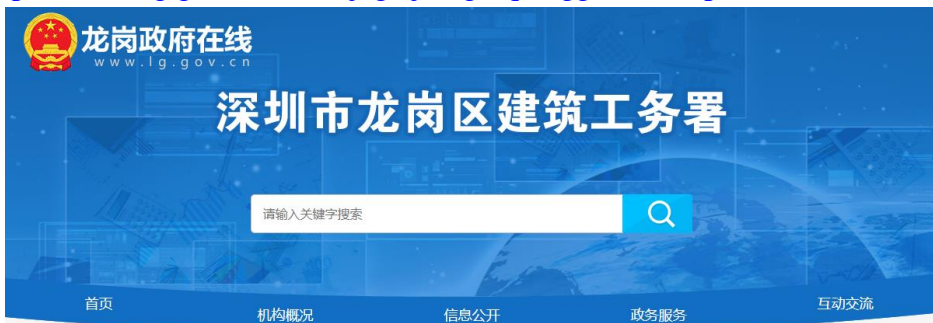 龙岗政府在线
www.lg.gov.cn
深圳市龙岗区建筑工务署
请输入关键字搜索
首页 机构概况 信息公开 政务服务 互动交流